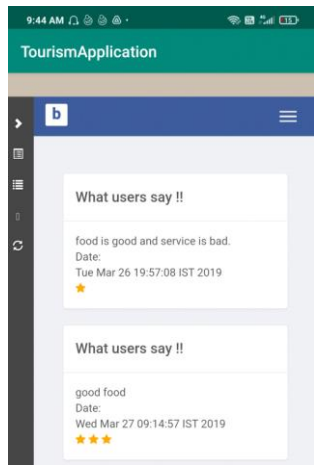 9:44 AM
15
TourismApplication
b
What users say !!
food is good and service is bad.
Date:
Tue Mar 26 19:57:08 IST 2019
What users say !!
good food
Date:
Wed Mar 27 09:14:57 IST 2019